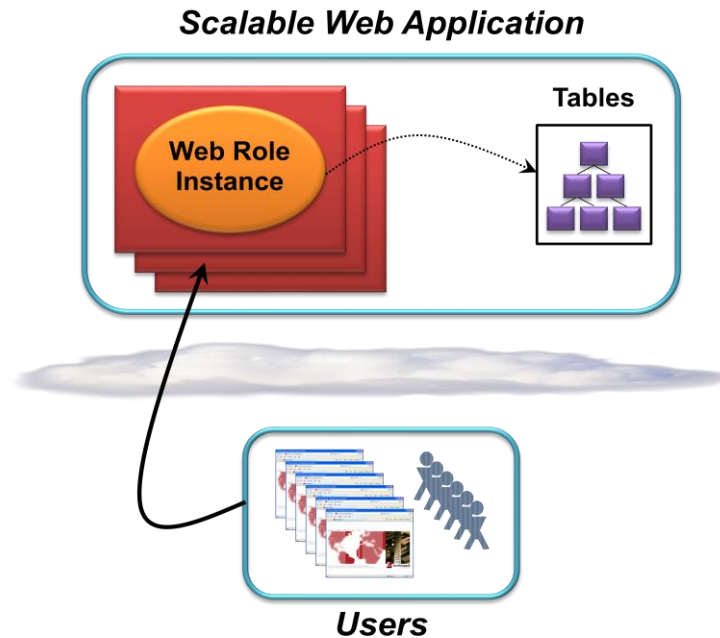 Scalable Web Application
Tables
Web Role
Instance
Users